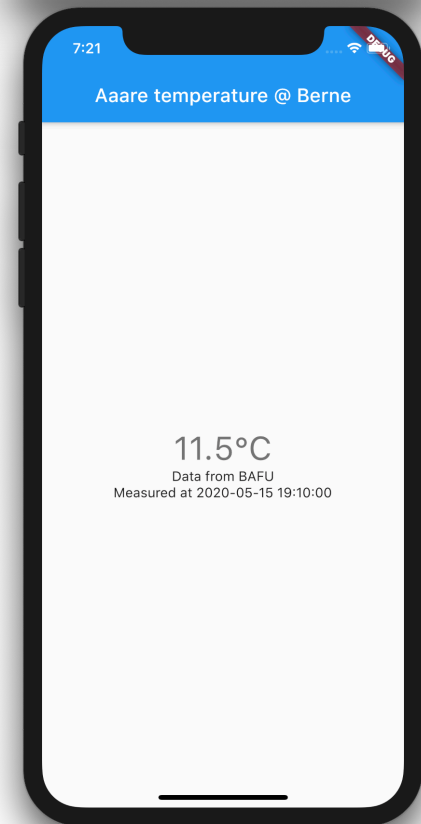 7:21
DEBUG
Aaare temperature @ Berne
11.5°C
Data from BAFU
Measured at 2020-05-15 19:10:00